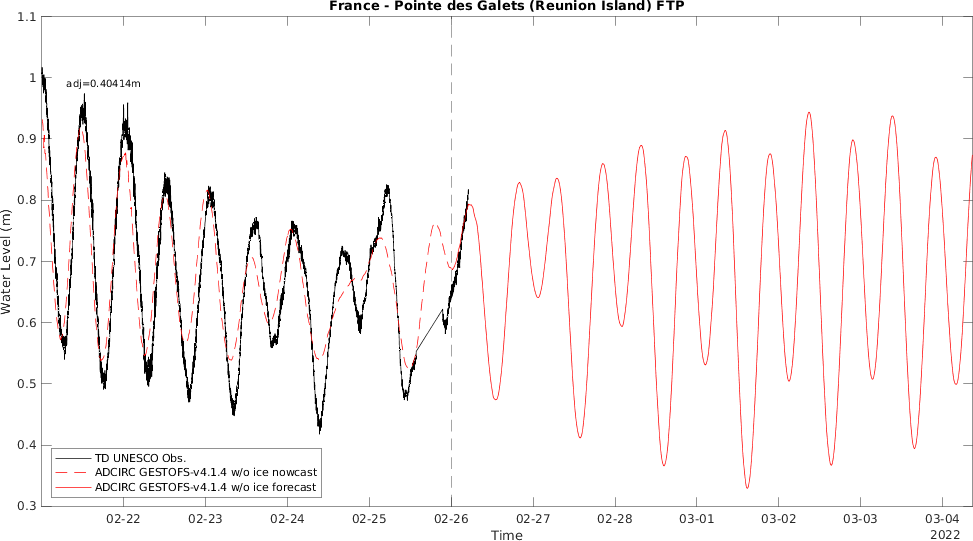 France - Pointe des Galets (Reunion Island) FTP
1.1
1
0.9
0.8
0.7
0.6
0.5
0.4
0.3
Water Level (m)
adj=0.40414m
TD UNESCO Obs.
ADCIRC GESTOFS-v4.1.4 w/o ice nowcast
ADCIRC GESTOFS-v4.1.4 w/o ice forecast
02-22 02-23 02-24 02-25 02-26 02-27 02-28 03-01 03-02 03-03 03-04
2022
Time